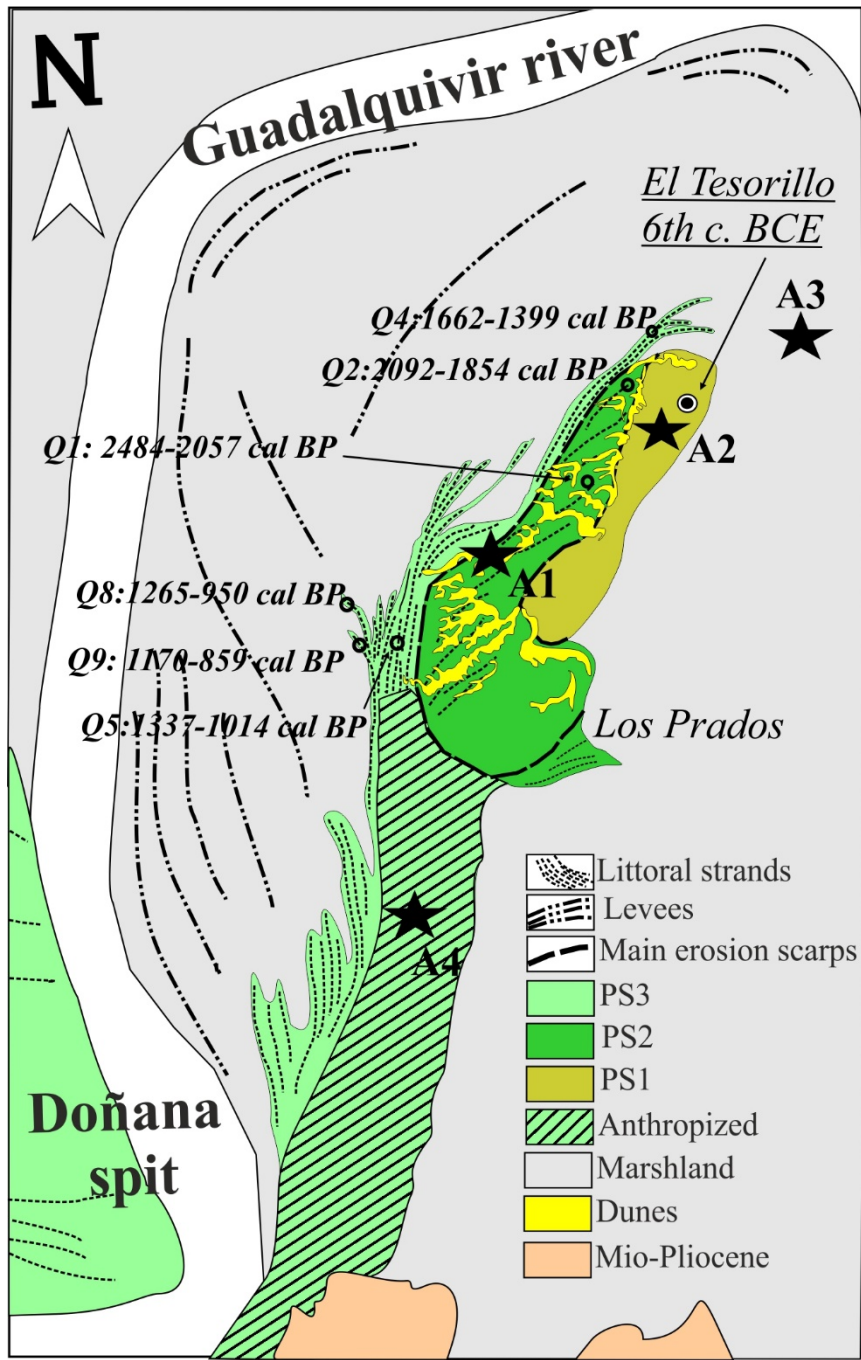 N
Guadalquivir river
El Tesorillo
6th c. BCE
A3
Q4:1662-1399 cal BP
Q2:2092-1854 cal BP
Q1: 2484-2057 cal BP
A2
A1
Q8:1265-950 cal BP
Q9: 1170-859 cal BP
Q5:1337-1014 cal BP
Los Prados
Littoral strands
Levees
Main erosion scarps
A4
PS3
PS2
PS1
Anthropized
Marshland
Dunes
Mio-Pliocene
Doñana
spit